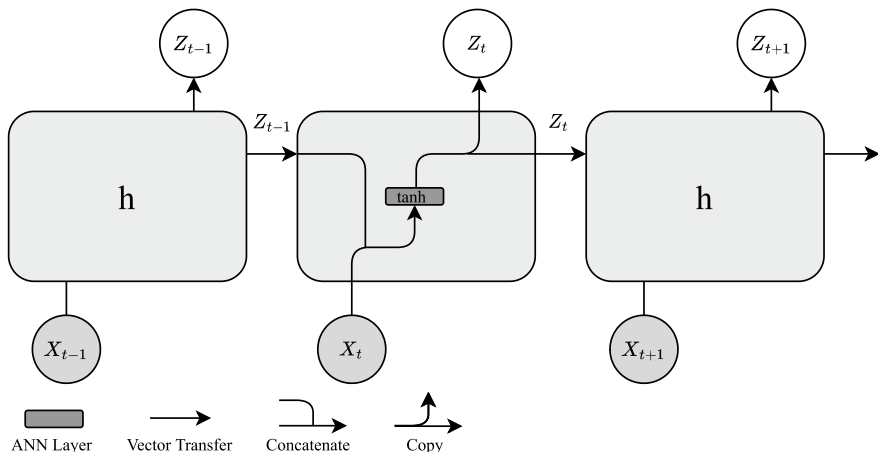 Z_{t−1}
Z_t
Z_{t+1}
Z_{t−1}
Z_t
h
tanh
h
X_{t−1}
X_t
X_{t+1}
ANN Layer
Vector Transfer
Concatenate
Copy